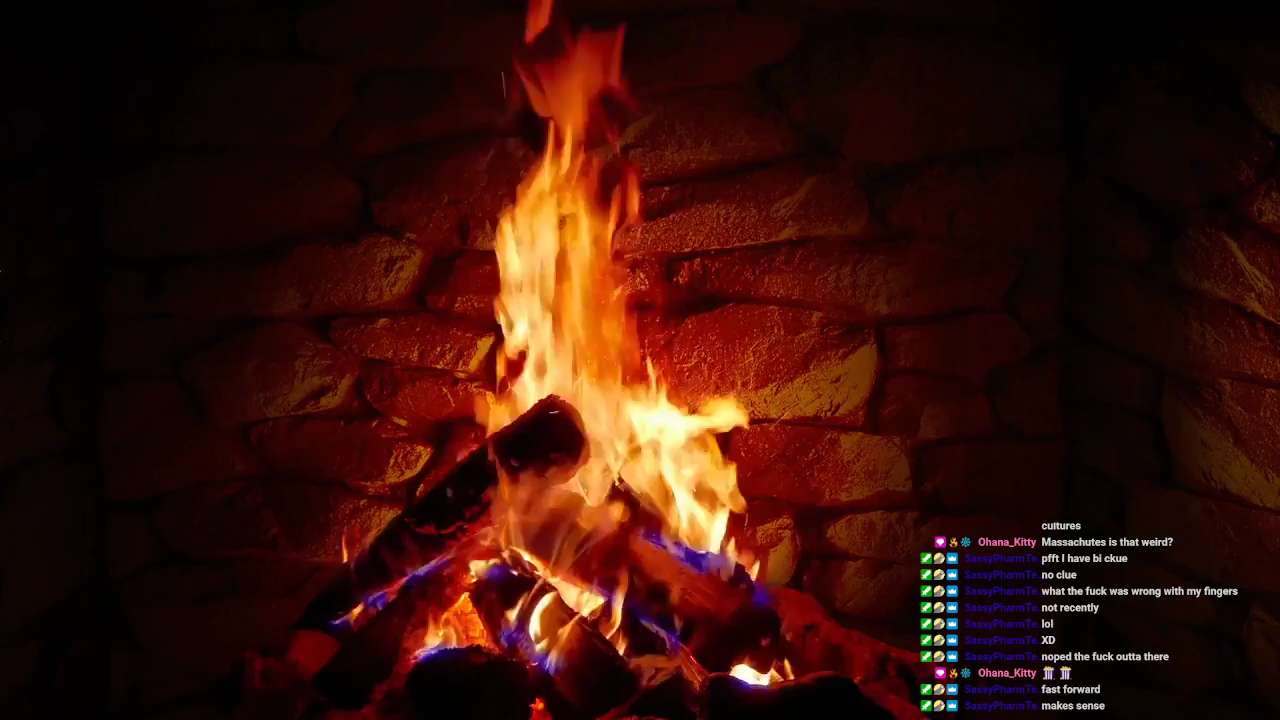 cultures
Ohana_Kitty Massachutes is that weird?
SassyPharmTe pfft I have bi ckue
SassyPharmTe no clue
SassyPharmTe what the fuck was wrong with my fingers
SassyPharmTe not recently
SassyPharmTe lol
SassyPharmTe XD
SassyPharmTe noped the fuck outta there
Ohana_Kitty
SassyPharmTe fast forward
SassyPharmTe makes sense